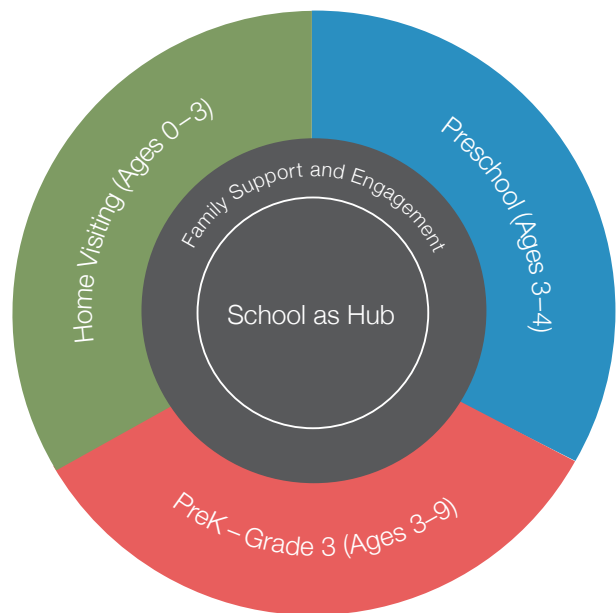 Home Visiting (Ages 0–3)
Preschool (Ages 3–4)
Family Support and Engagement
School as Hub
PreK – Grade 3 (Ages 3–9)